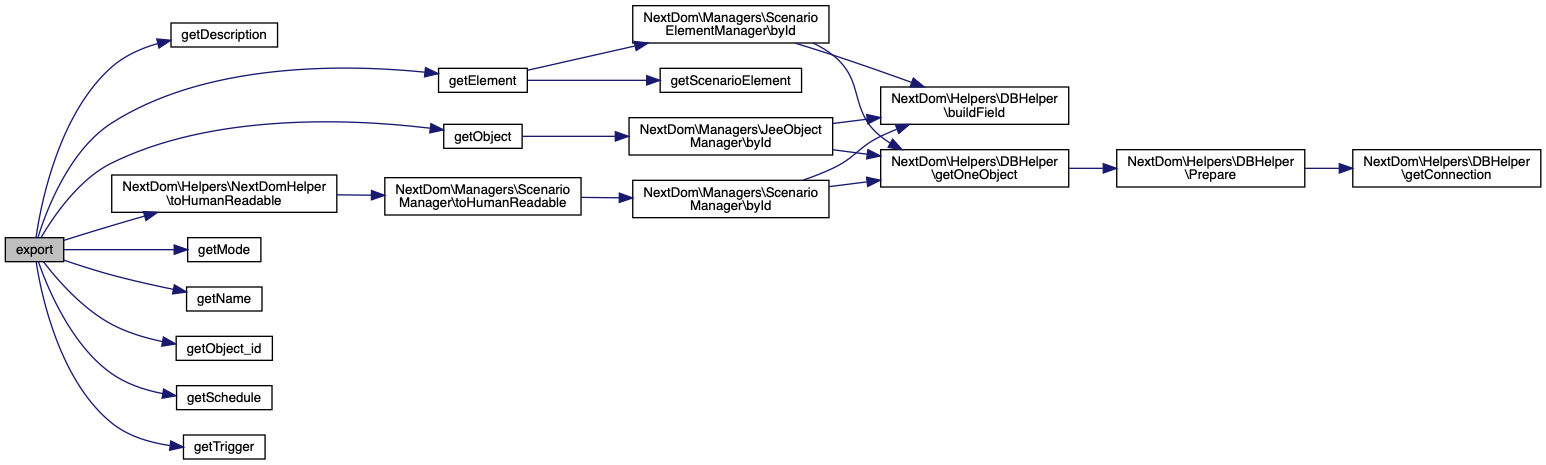 export
getDescription
getElement
NextDom\Managers\Scenario
ElementManager\byId
getScenarioElement
getObject
NextDom\Managers\JeeObject
Manager\byId
NextDom\Helpers\NextDomHelper
\toHumanReadable
NextDom\Managers\Scenario
Manager\toHumanReadable
NextDom\Managers\Scenario
Manager\byId
NextDom\Helpers\DBHelper
\buildField
NextDom\Helpers\DBHelper
\getOneObject
NextDom\Helpers\DBHelper
\Prepare
NextDom\Helpers\DBHelper
\getConnection
getMode
getName
getObject_id
getSchedule
getTrigger